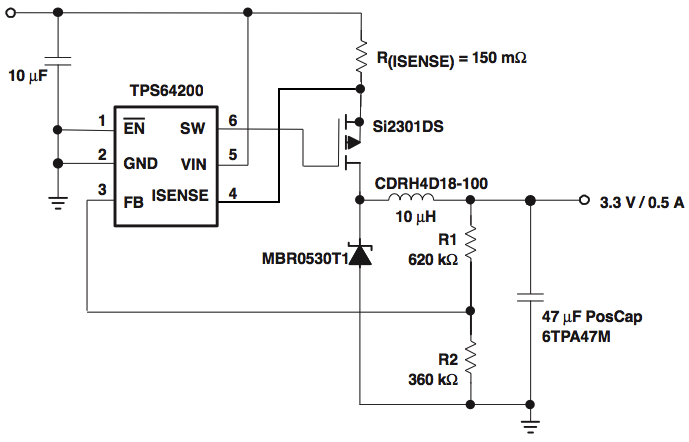 R(ISENSE) = 150 mΩ
10 μF
TPS64200
1
EN
SW
6
Si2301DS
2
GND
VIN
5
3
FB
ISENSE
4
CDRH4D18-100
10 μH
3.3 V / 0.5 A
R1
620 kΩ
MBR0530T1
47 μF PosCap
6TPA47M
R2
360 kΩ